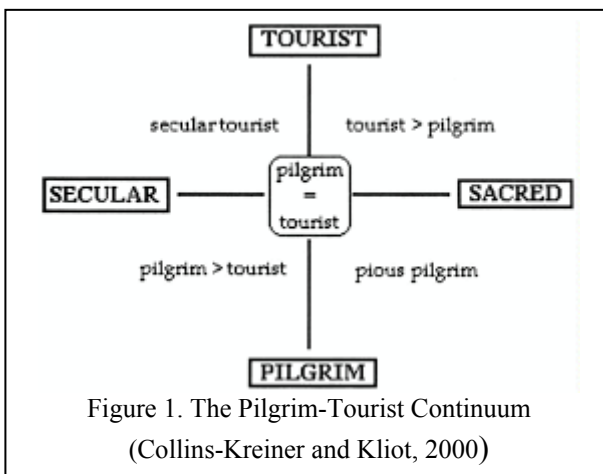 TOURIST
secular tourist
tourist > pilgrim
pilgrim
=
tourist
SECULAR
SACRED
pilgrim > tourist
pious pilgrim
PILGRIM
Figure 1. The Pilgrim-Tourist Continuum
(Collins-Kreiner and Kliot, 2000)